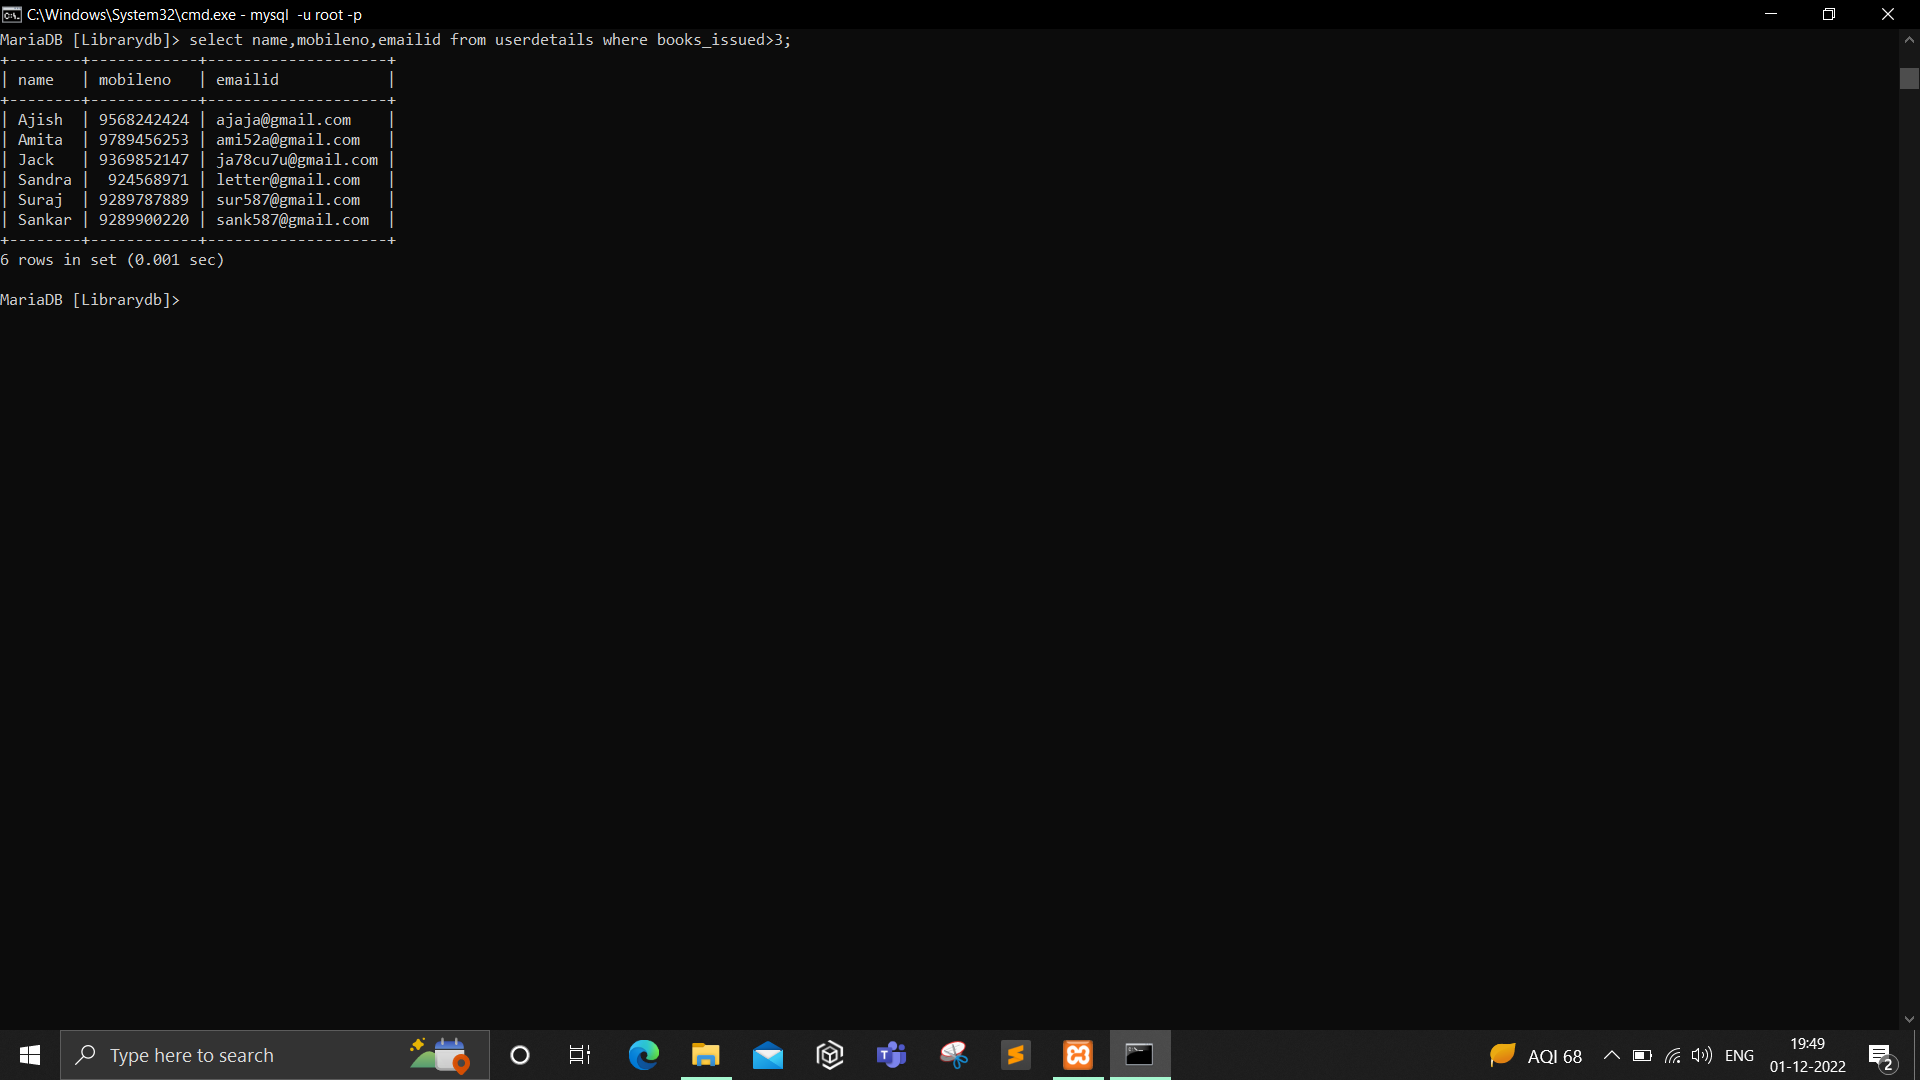 C:\Windows\System32\cmd.exe - mysql  -u root -p
MariaDB [Librarydb]> select name,mobileno,emailid from userdetails where books_issued>3;
+--------+------------+--------------------+
| name   | mobileno   | emailid            |
+--------+------------+--------------------+
| Ajish  | 9568242424 | ajaja@gmail.com    |
| Amita  | 9789456253 | ami52a@gmail.com   |
| Jack   | 9369852147 | ja78cu7u@gmail.com |
| Sandra |  924568971 | letter@gmail.com   |
| Suraj  | 9289787889 | sur587@gmail.com   |
| Sankar | 9289900220 | sank587@gmail.com  |
+--------+------------+--------------------+
6 rows in set (0.001 sec)
MariaDB [Librarydb]>
Type here to search
AQI 68
ENG
19:49
01-12-2022
2